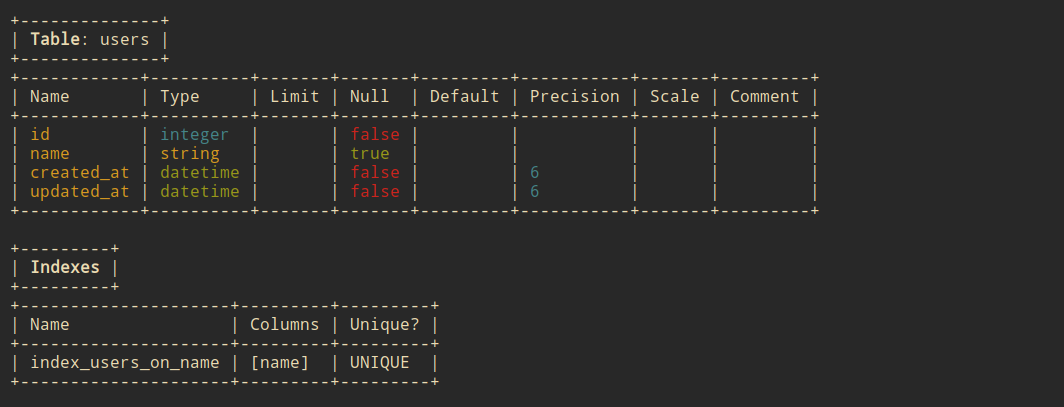 +--------------+
| Table: users |
+--------------+
+------------+----------+-------+-------+---------+-----------+-------+---------+
| Name       | Type     | Limit | Null  | Default | Precision | Scale | Comment |
+------------+----------+-------+-------+---------+-----------+-------+---------+
| id         | integer  |       | false |         |           |       |         |
| name       | string   |       | true  |         |           |       |         |
| created_at | datetime |       | false |         | 6         |       |         |
| updated_at | datetime |       | false |         | 6         |       |         |
+------------+----------+-------+-------+---------+-----------+-------+---------+

+---------+
| Indexes |
+---------+
+---------------------+---------+---------+
| Name                | Columns | Unique? |
+---------------------+---------+---------+
| index_users_on_name | [name]  | UNIQUE  |
+---------------------+---------+---------+